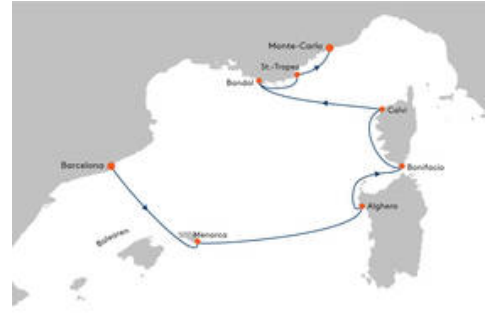 Monte-Carlo
St.-Tropez
Bandol
Calvi
Barcelona
Bonifacio
Alghero
Menorca
Balearen